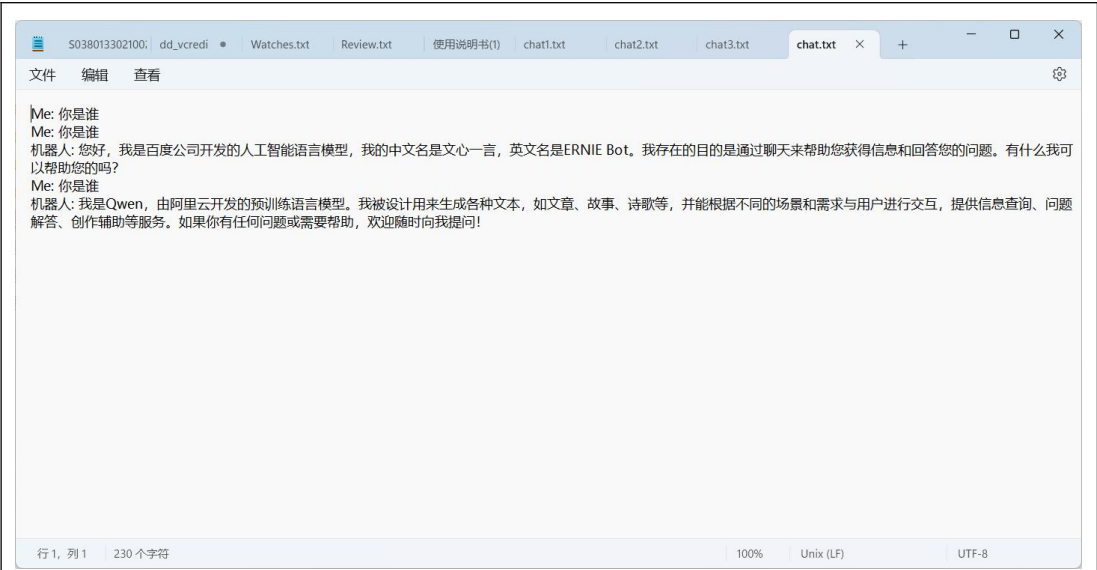 S038013302100: dd_vcredi Watches.txt Review.txt 使用说明书(1) chat1.txt chat2.txt chat3.txt chat.txt
文件 编辑 查看
Me: 你是谁
Me: 你是谁
机器人: 您好，我是百度公司开发的人工智能语言模型，我的中文名是文心一言，英文名是ERNIE Bot。我存在的目的是通过聊天来帮助您获得信息和回答您的问题。有什么我可
以帮助您的吗?
Me: 你是谁
机器人: 我是Qwen，由阿里云开发的预训练语言模型。我被设计用来生成各种文本，如文章、故事、诗歌等，并能根据不同的场景和需求与用户进行交互，提供信息查询、问题
解答、创作辅助等服务。如果你有任何问题或需要帮助，欢迎随时向我提问!
行 1, 列 1 230 个字符 100% Unix (LF) UTF-8